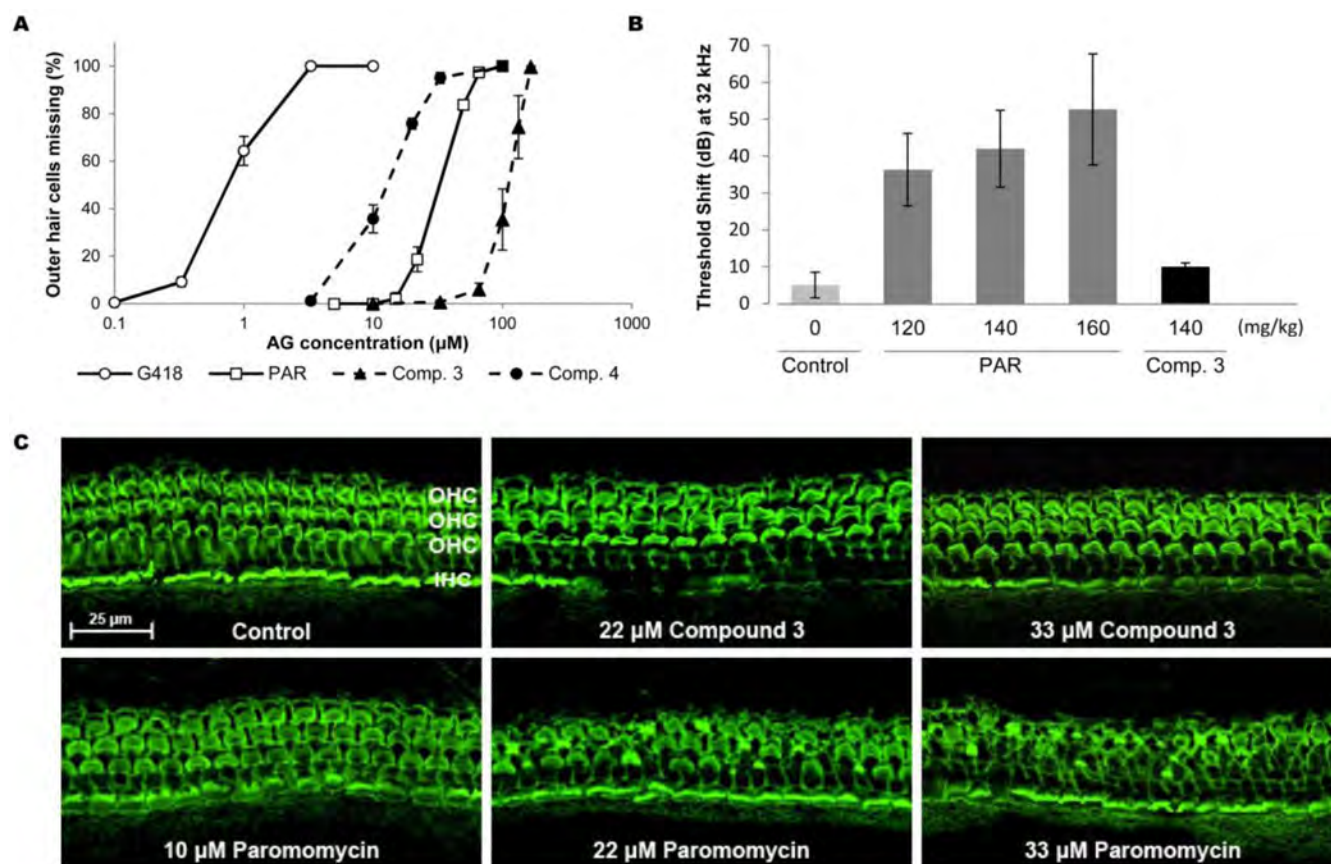 A
Outer hair cells missing (%)
100
80
60
40
20
0
0.1 1 10 100 1000
AG concentration (µM)
G418 PAR Comp. 3 Comp. 4
B
Threshold Shift (dB) at 32 kHz
70
60
50
40
30
20
10
0
0 120 140 160 140 (mg/kg)
Control PAR Comp. 3
C
OHC
OHC
OHC
IHC
25 µm
Control
22 µM Compound 3
33 µM Compound 3
10 µM Paromomycin
22 µM Paromomycin
33 µM Paromomycin